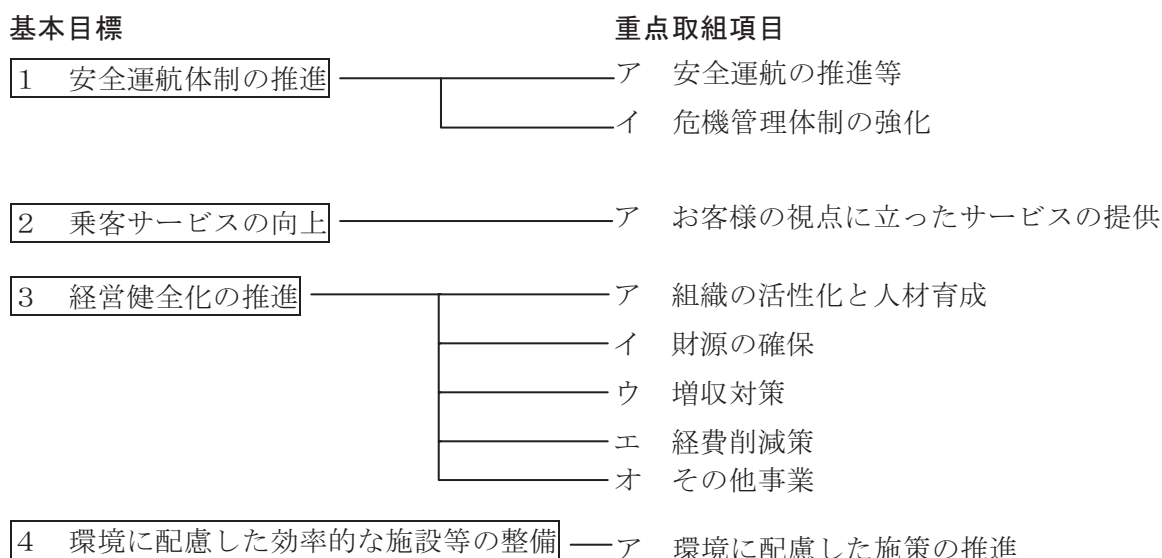 基本目標　重点取組項目
1　安全運航体制の推進　ア　安全運航の推進等
イ　危機管理体制の強化
2　乗客サービスの向上　ア　お客様の視点に立ったサービスの提供
3　経営健全化の推進　ア　組織の活性化と人材育成
イ　財源の確保
ウ　増収対策
エ　経費削減策
オ　その他事業
4　環境に配慮した効率的な施設等の整備　ア　環境に配慮した施策の推進